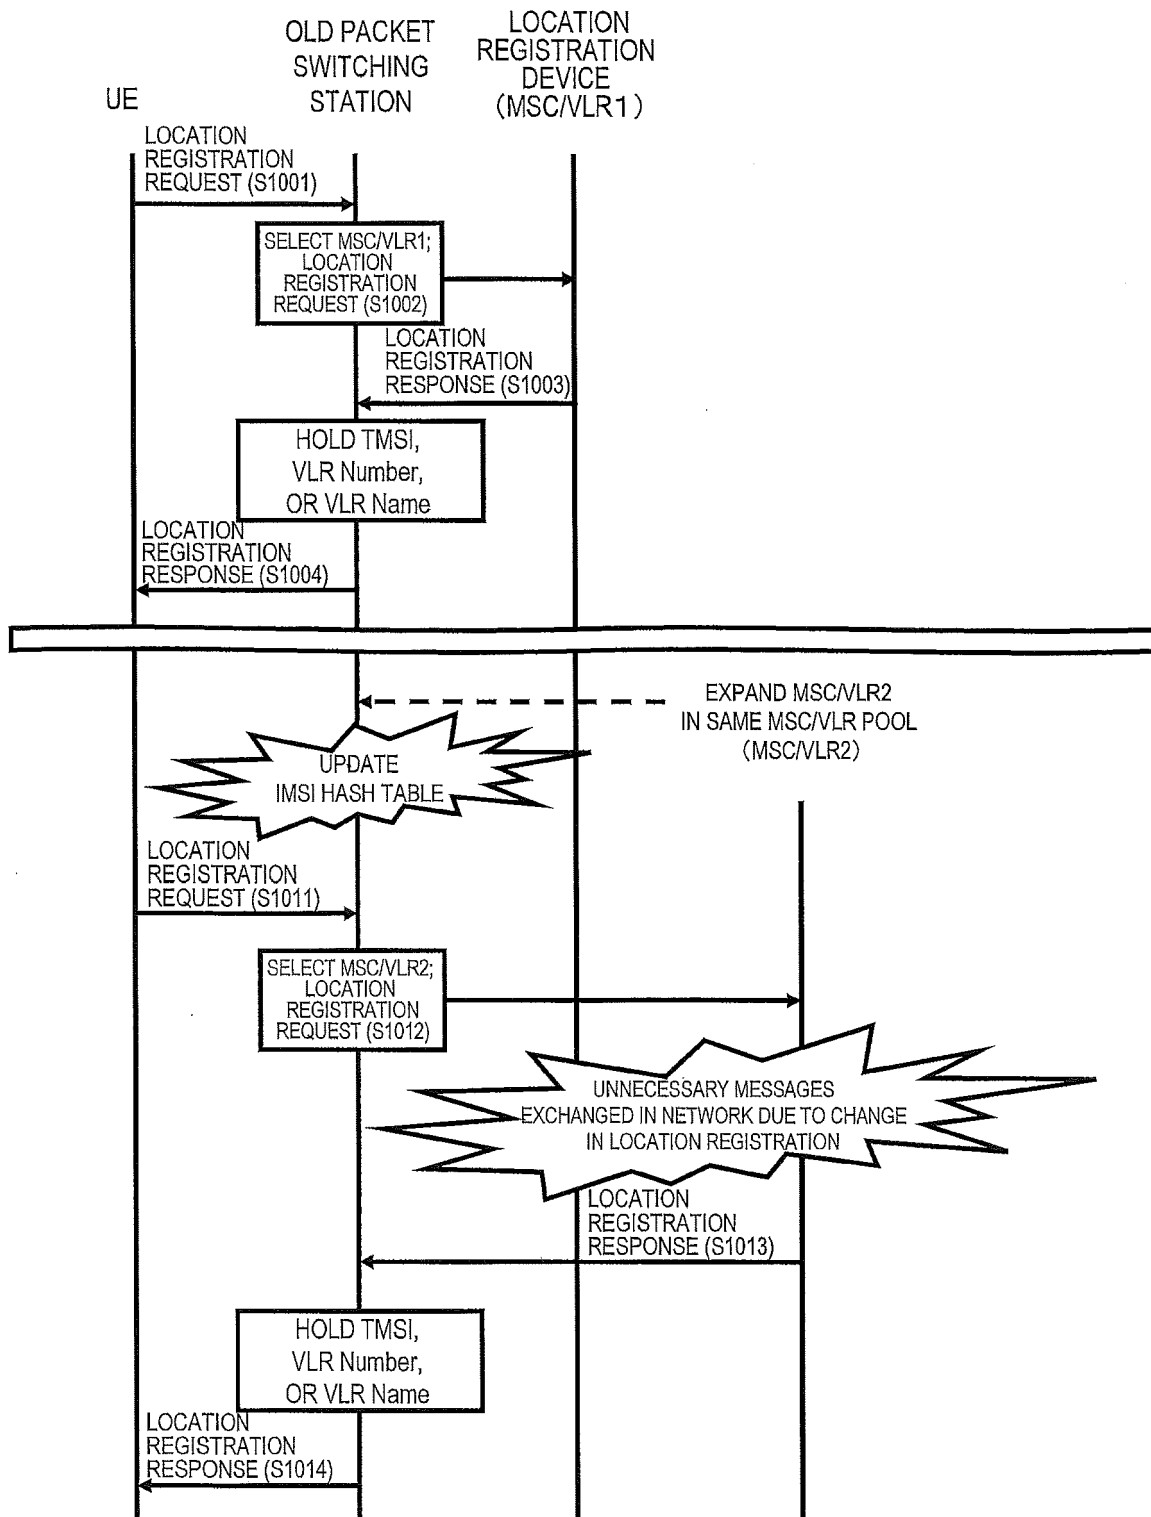 OLD PACKET
SWITCHING
STATION
LOCATION
REGISTRATION
DEVICE
(MSC/VLR1)
UE
LOCATION
REGISTRATION
REQUEST (S1001)
SELECT MSC/VLR1;
LOCATION
REGISTRATION
REQUEST (S1002)
LOCATION
REGISTRATION
RESPONSE (S1003)
HOLD TMSI,
VLR Number,
OR VLR Name
LOCATION
REGISTRATION
RESPONSE (S1004)
EXPAND MSC/VLR2
IN SAME MSC/VLR POOL
(MSC/VLR2)
UPDATE
IMSI HASH TABLE
LOCATION
REGISTRATION
REQUEST (S1011)
SELECT MSC/VLR2;
LOCATION
REGISTRATION
REQUEST (S1012)
UNNECESSARY MESSAGES
EXCHANGED IN NETWORK DUE TO CHANGE
IN LOCATION REGISTRATION
LOCATION
REGISTRATION
RESPONSE (S1013)
HOLD TMSI,
VLR Number,
OR VLR Name
LOCATION
REGISTRATION
RESPONSE (S1014)